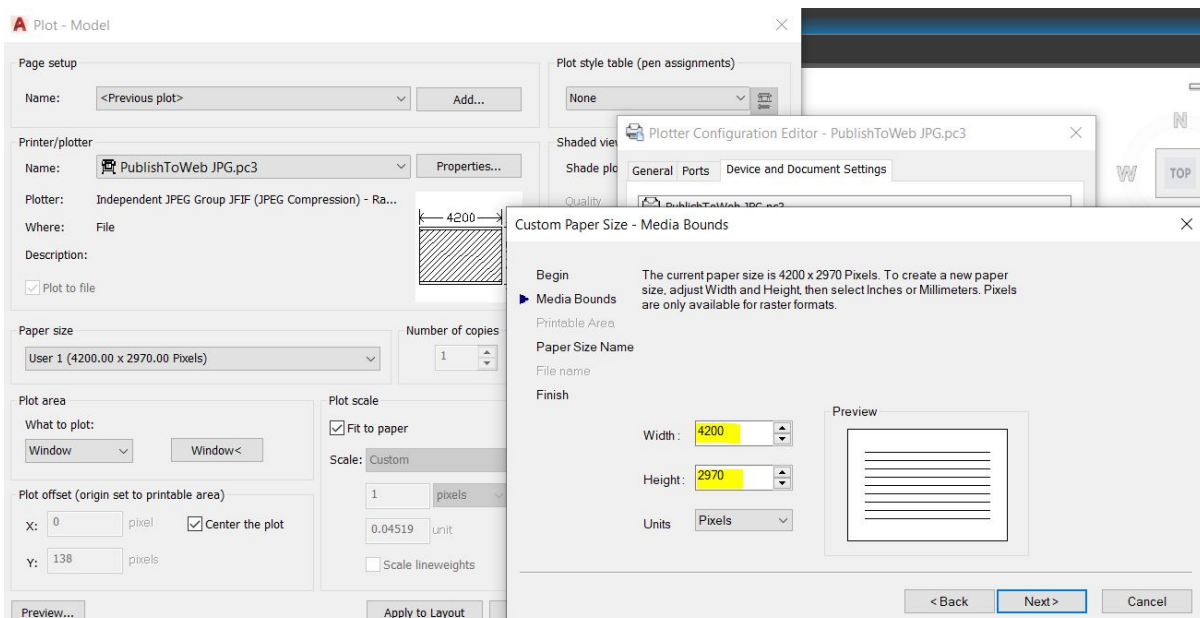 Plot - Model
Page setup
Name: <Previous plot> Add...
Plot style table (pen assignments)
None
Printer/plotter
Name: PublishToWeb JPG.pc3 Properties...
Plotter: Independent JPEG Group JFIF (JPEG Compression) - Ra...
Where: File
Description:
Plot to file
4200
Shaded vie
Shade plo
Quality
Paper size
User 1 (4200.00 x 2970.00 Pixels)
Number of copies
1
Plot area
What to plot:
Window Window<
Plot scale
Fit to paper
Scale: Custom
1 pixels
0.04519 unit
Scale lineweights
Plot offset (origin set to printable area)
X: 0 pixel Center the plot
Y: 138 pixels
Preview... Apply to Layout
Plotter Configuration Editor - PublishToWeb JPG.pc3
General Ports Device and Document Settings
PublishToWeb JPG.pc3
Custom Paper Size - Media Bounds
Begin
Media Bounds
Printable Area
Paper Size Name
File name
Finish
The current paper size is 4200 x 2970 Pixels. To create a new paper
size, adjust Width and Height, then select Inches or Millimeters. Pixels
are only available for raster formats.
Width : 4200
Height : 2970
Units Pixels
Preview
< Back Next > Cancel
N
W
TOP